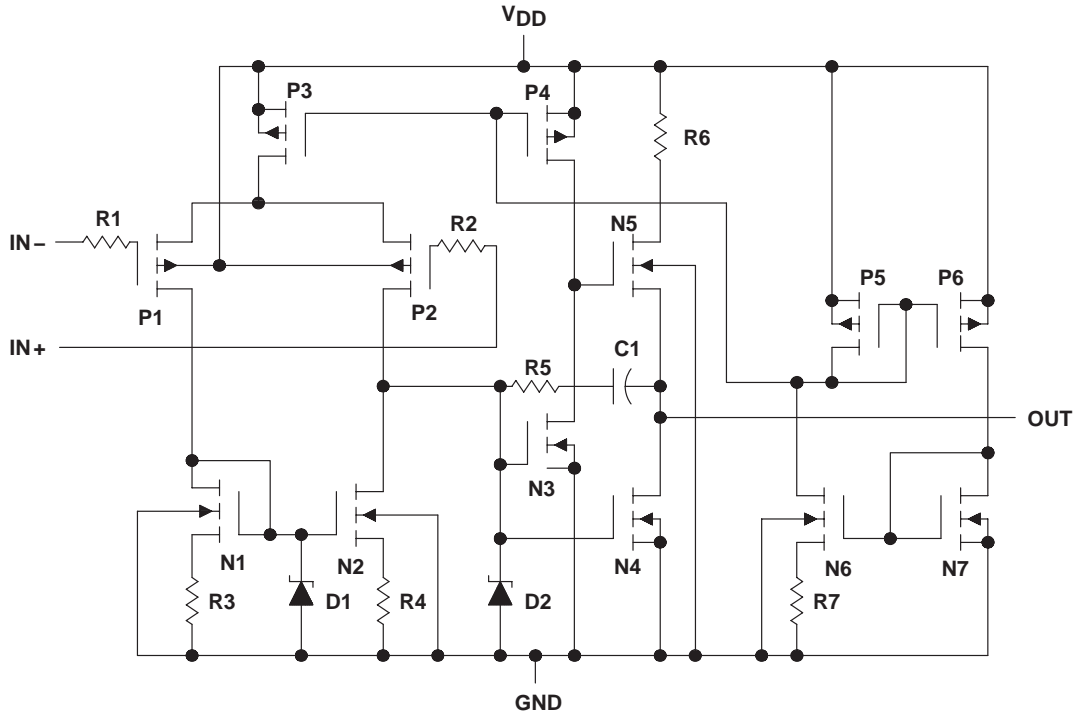 VDD
P3
P4
R6
R1
R2
N5
IN−
P5
P6
P1
P2
IN+
R5
C1
OUT
N3
N1
N2
N4
N6
N7
R3
D1
R4
D2
R7
GND